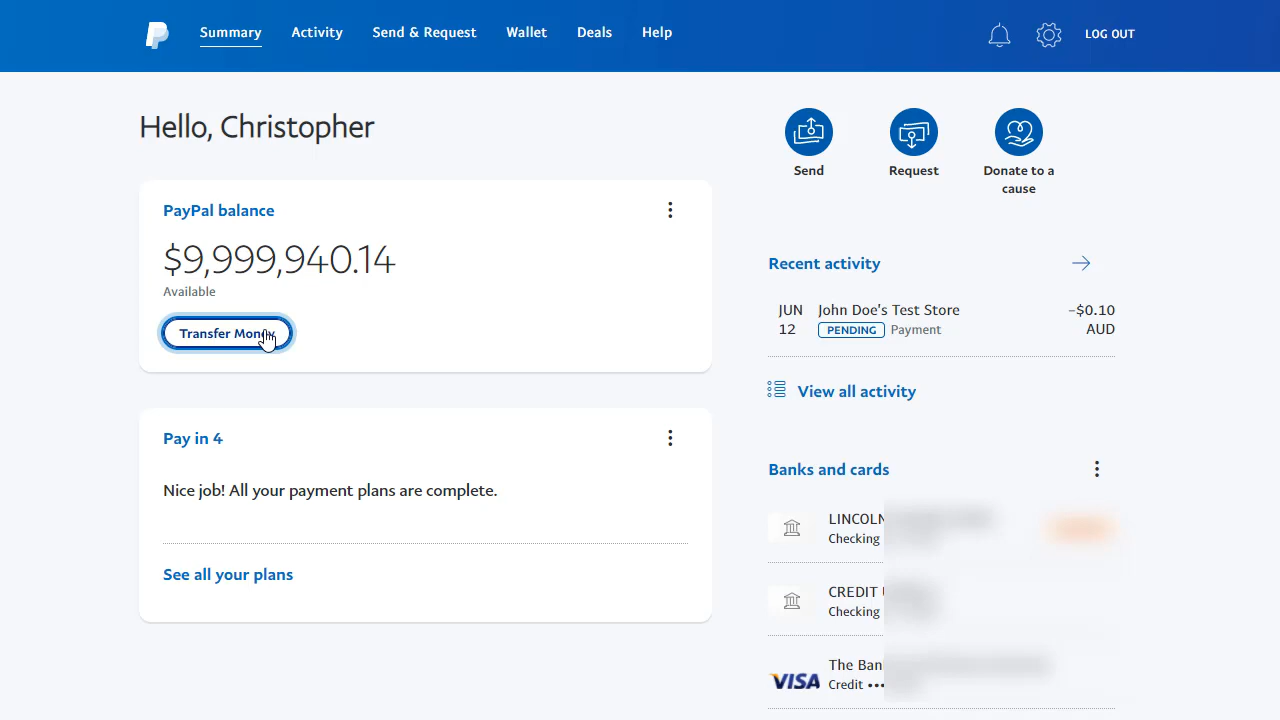 Summary Activity Send & Request Wallet Deals Help LOG OUT
Hello, Christopher
PayPal balance
$9,999,940.14
Available
Transfer Money
Pay in 4
Nice job! All your payment plans are complete.
See all your plans
Send Request Donate to a
cause
Recent activity
JUN John Doe's Test Store −$0.10
12 PENDING Payment AUD
View all activity
Banks and cards
LINCOLN
Checking
CREDIT
Checking
VISA The Ban
Credit •••